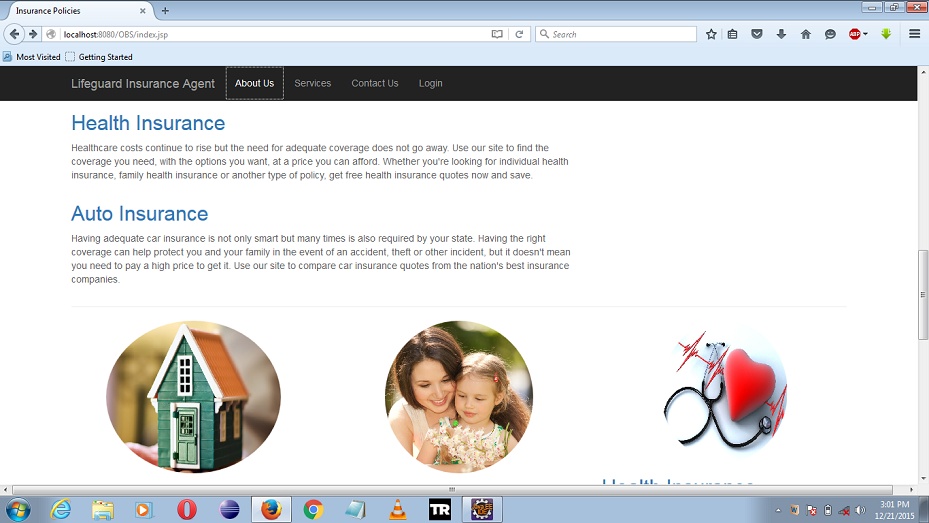 Insurance Policies
localhost:8080/OBS/index.jsp
Search
ABP
Most Visited
Getting Started
Lifeguard Insurance Agent About Us Services Contact Us Login
Health Insurance
Healthcare costs continue to rise but the need for adequate coverage does not go away. Use our site to find the
coverage you need, with the options you want, at a price you can afford. Whether you're looking for individual health
insurance, family health insurance or another type of policy, get free health insurance quotes now and save.
Auto Insurance
Having adequate car insurance is not only smart but many times is also required by your state. Having the right
coverage can help protect you and your family in the event of an accident, theft or other incident, but it doesn't mean
you need to pay a high price to get it. Use our site to compare car insurance quotes from the nation's best insurance
companies.
Health Insurance
TR
3:01 PM
12/21/2015